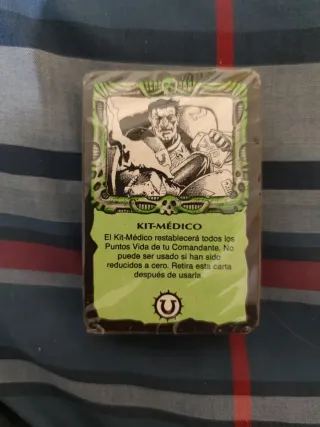 KIT-MÉDICO
El Kit-Médico restablecerá todos los
Puntos Vida de tu Comandante. No
puede ser usado si han sido
reducidos a cero. Retira esta carta
después de usarla.